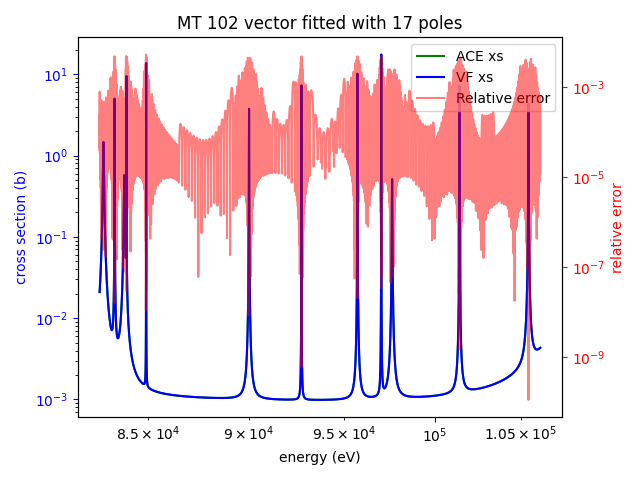 MT 102 vector fitted with 17 poles
ACE xs
VF xs
Relative error
cross section (b)
10¹
10⁰
10⁻¹
10⁻²
10⁻³
relative error
10⁻³
10⁻⁵
10⁻⁷
10⁻⁹
8.5 × 10⁴ 9 × 10⁴ 9.5 × 10⁴ 10⁵ 1.05 × 10⁵
energy (eV)